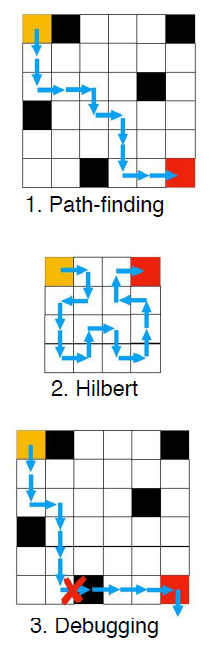 1. Path-finding
2. Hilbert
3. Debugging